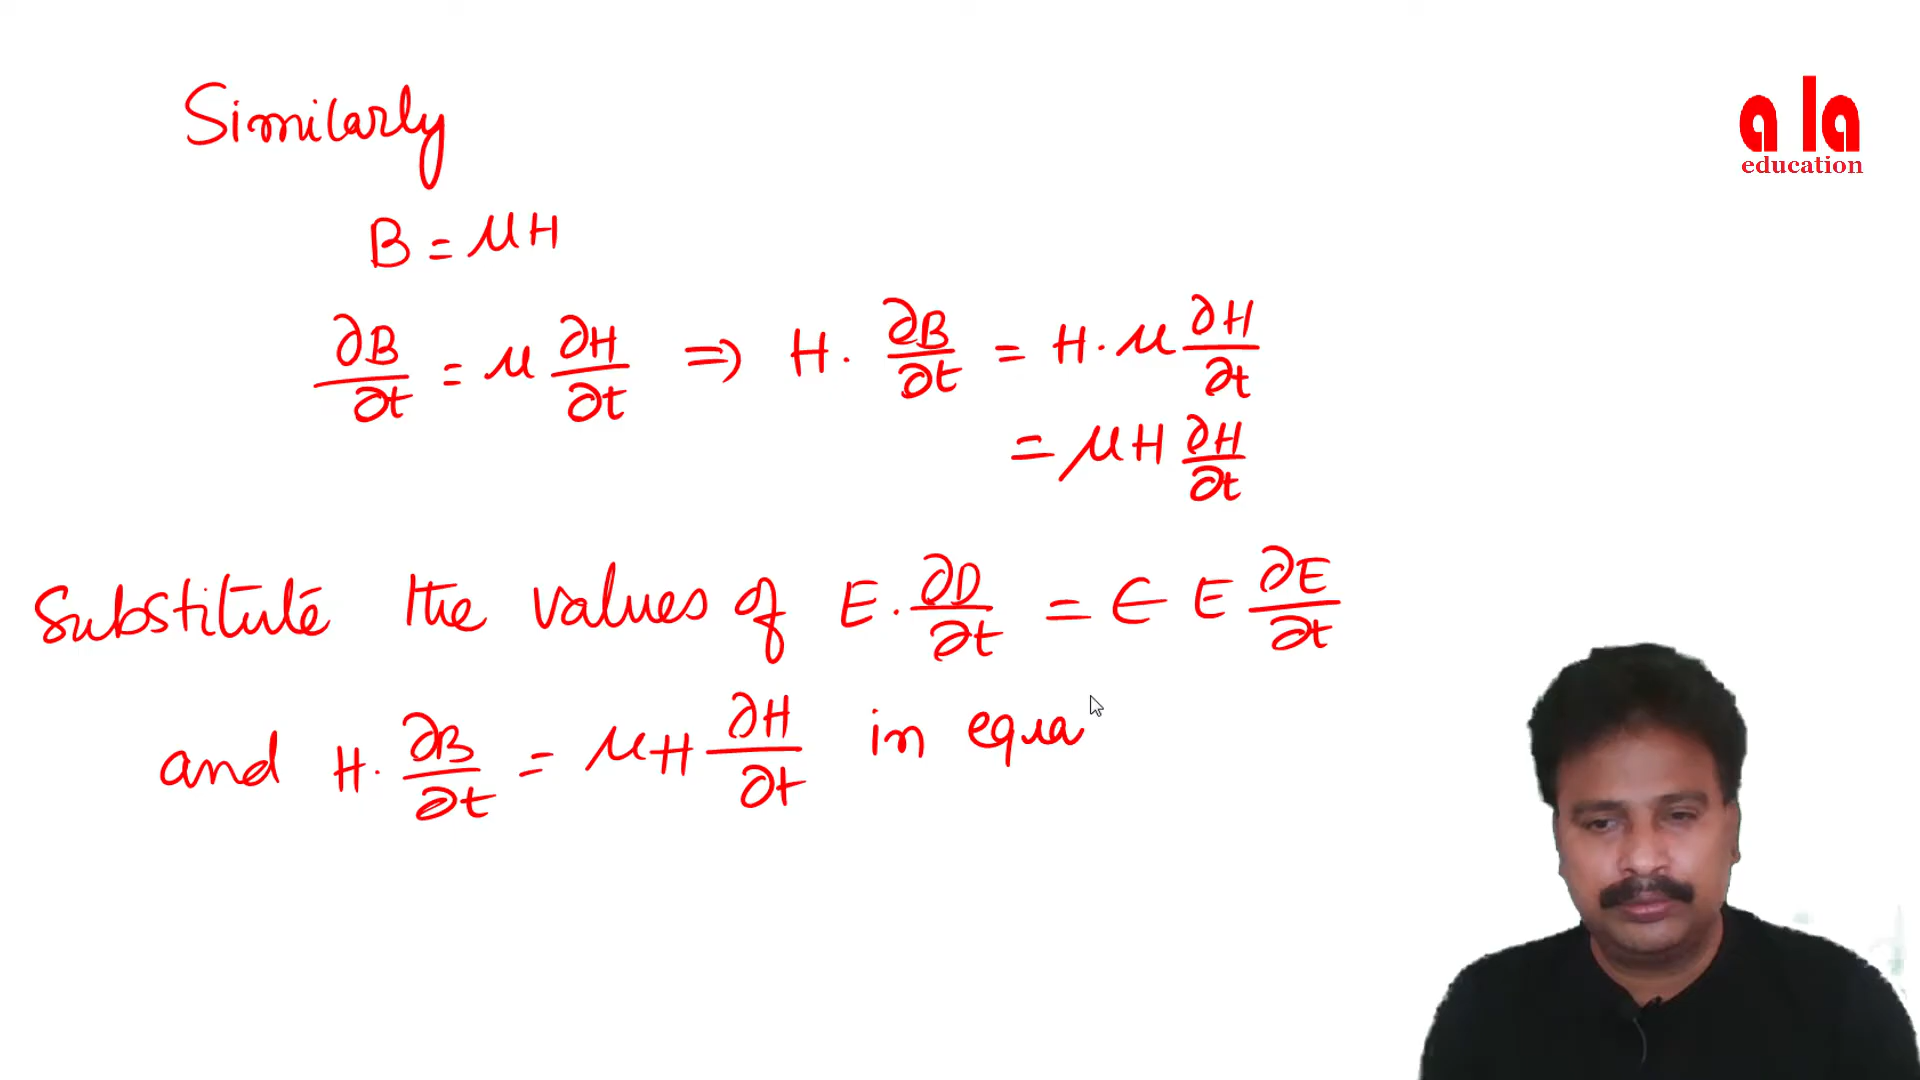 Similarly
a la
education
B = μH
∂B/∂t = μ ∂H/∂t ⇒ H · ∂B/∂t = H · μ ∂H/∂t
= μH ∂H/∂t
Substitute the values of E · ∂D/∂t = ∈ E ∂E/∂t
and H · ∂B/∂t = μH ∂H/∂t in equa